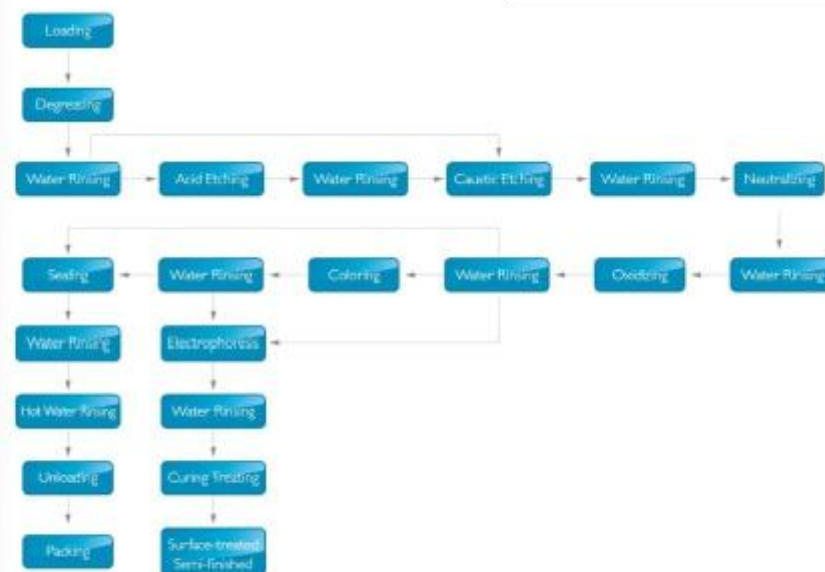 Loading
Degreasing
Water Rinsing
Acid Etching
Water Rinsing
Caustic Etching
Water Rinsing
Neutralizing
Sealing
Water Rinsing
Coloring
Water Rinsing
Oxidizing
Water Rinsing
Water Rinsing
Electrophoresis
Hot Water Rinsing
Water Rinsing
Unloading
Curing Treating
Packing
Surface-treated
Semi-finished